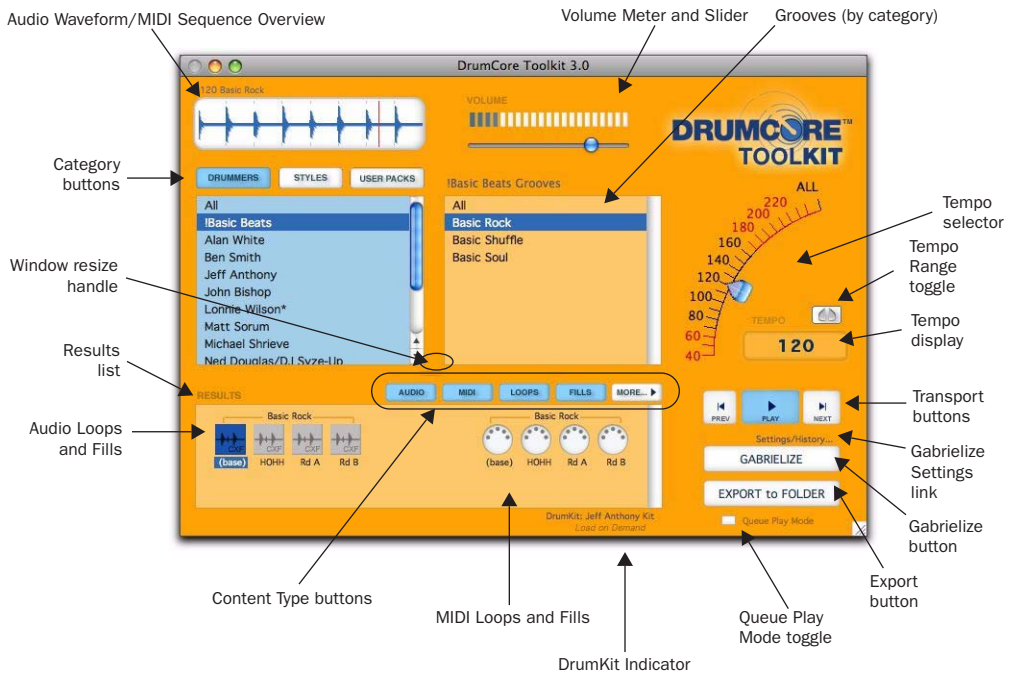 Audio Waveform/MIDI Sequence Overview
Volume Meter and Slider
Grooves (by category)
DrumCore Toolkit 3.0
120 Basic Rock
VOLUME
DRUMCORE™
TOOLKIT
Category
buttons
DRUMMERS
STYLES
USER PACKS
!Basic Beats Grooves
All
!Basic Beats
Alan White
Ben Smith
Jeff Anthony
John Bishop
Lonnie Wilson*
Matt Sorum
Michael Shrieve
Ned Douglas/DJ Syze-Up
All
Basic Rock
Basic Shuffle
Basic Soul
ALL
220
200
180
160
140
120
100
80
60
40
Tempo
selector
Tempo
Range
toggle
TEMPO
120
Tempo
display
Window resize
handle
Results
list
RESULTS
AUDIO
MIDI
LOOPS
FILLS
MORE...
PREV
PLAY
NEXT
Transport
buttons
Audio Loops
and Fills
Basic Rock
CXF
CXF
CXF
CXF
(base)
HOHH
Rd A
Rd B
Basic Rock
(base)
HOHH
Rd A
Rd B
Settings/History...
GABRIELIZE
Gabrielize
Settings
link
EXPORT to FOLDER
DrumKit: Jeff Anthony Kit
Load on Demand
Queue Play Mode
Gabrielize
button
Export
button
Content Type buttons
MIDI Loops and Fills
Queue Play
Mode toggle
DrumKit Indicator